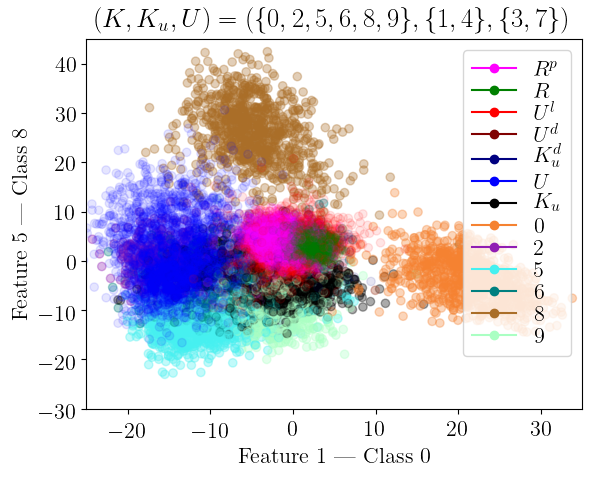 (K, K_u, U) = ({0, 2, 5, 6, 8, 9}, {1, 4}, {3, 7})
Feature 5 — Class 8
40
30
20
10
0
−10
−20
−30
−20
−10
0
10
20
30
Feature 1 — Class 0
R^p
R
U^l
U^d
K_u^d
U
K_u
0
2
5
6
8
9